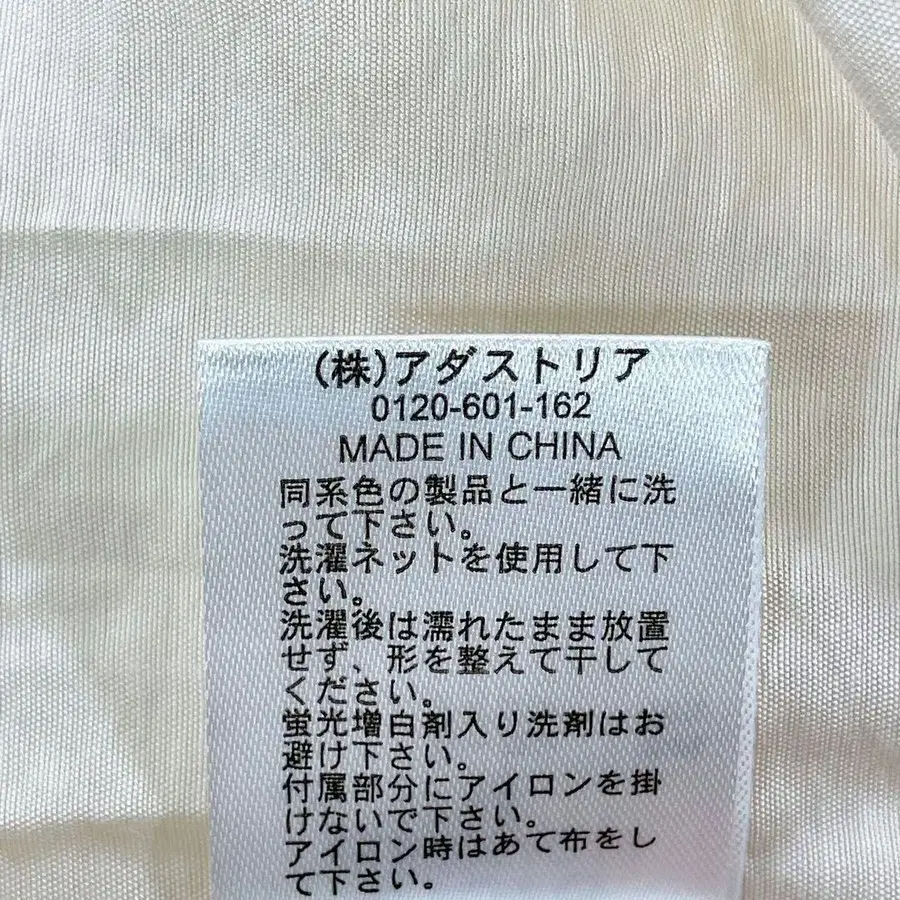 (株)アダストリア
0120-601-162
MADE IN CHINA
同系色の製品と一緒に洗
って下さい。
洗濯ネットを使用して下
さい。
洗濯後は濡れたまま放置
せず、形を整えて干して
ください。
蛍光増白剤入り洗剤はお
避け下さい。
付属部分にアイロンを掛
けないで下さい。
アイロン時はあて布をし
て下さい。